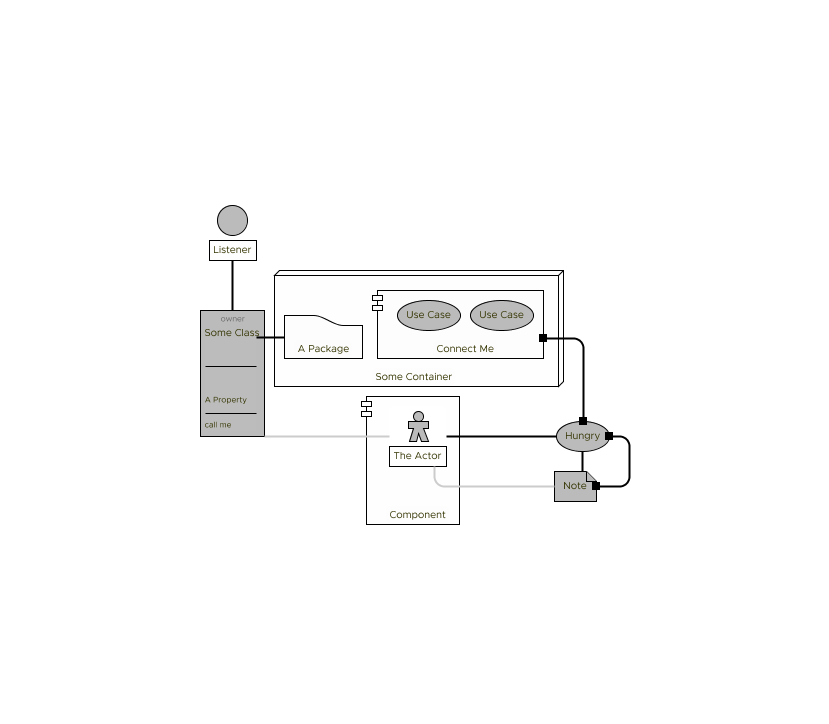 Listener
owner
Some Class
A Property
call me
A Package
Use Case
Use Case
Connect Me
Some Container
The Actor
Component
Hungry
Note